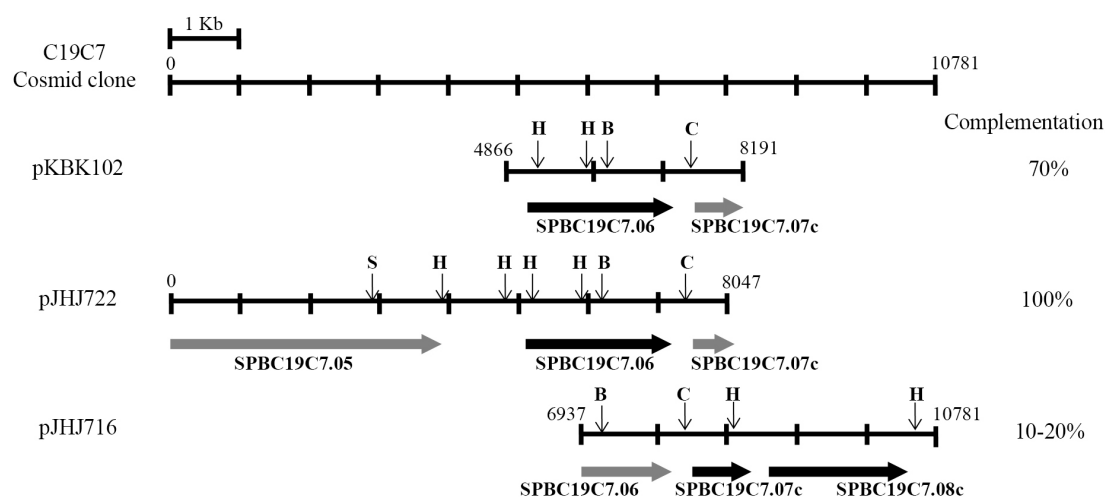 1 Kb
C19C7
Cosmid clone
0
10781
Complementation
pKBK102
4866
H H B C
8191
70%
SPBC19C7.06 SPBC19C7.07c
pJHJ722
0
S H H H H B C
8047
100%
SPBC19C7.05 SPBC19C7.06 SPBC19C7.07c
pJHJ716
6937
B C H H
10781
10-20%
SPBC19C7.06 SPBC19C7.07c SPBC19C7.08c